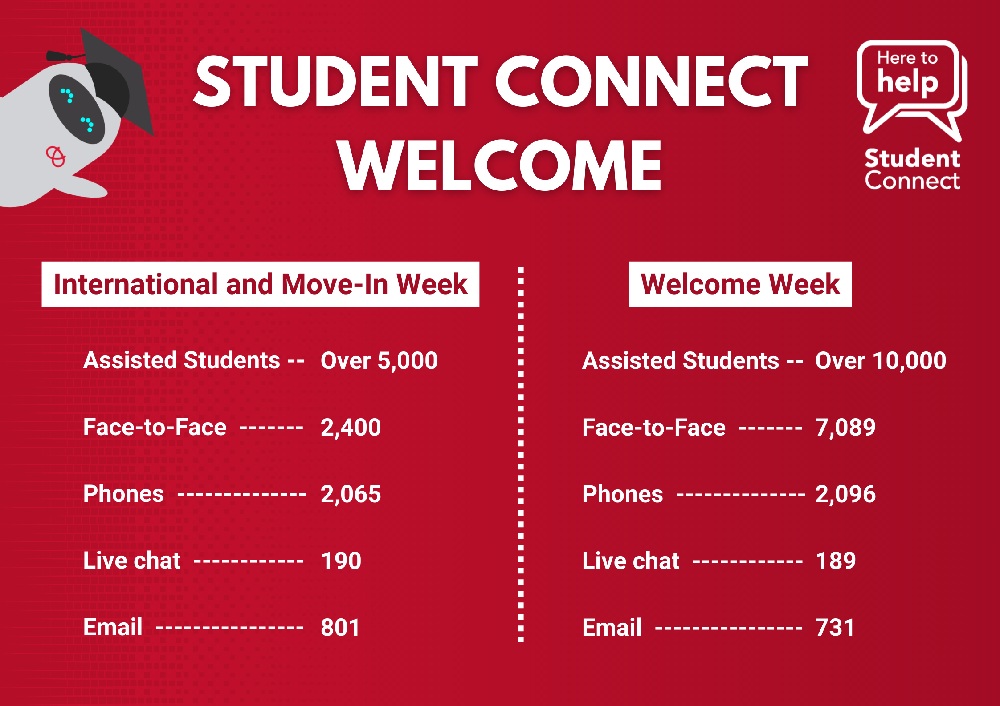 STUDENT CONNECT
WELCOME
Here to
help
Student
Connect
International and Move-In Week
Assisted Students -- Over 5,000
Face-to-Face ------- 2,400
Phones -------------- 2,065
Live chat ------------ 190
Email ---------------- 801
Welcome Week
Assisted Students -- Over 10,000
Face-to-Face ------- 7,089
Phones -------------- 2,096
Live chat ------------ 189
Email ---------------- 731